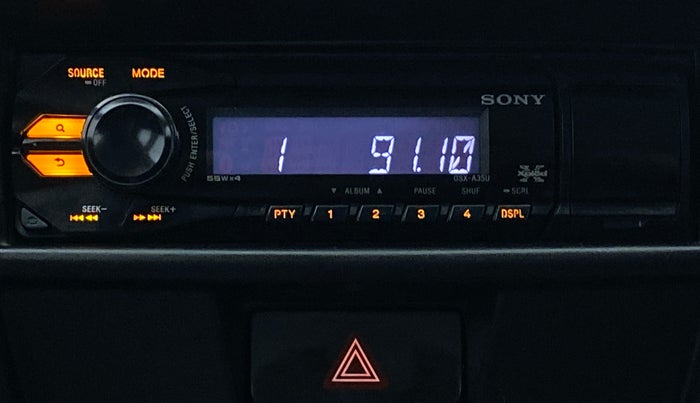 SOURCE MODE
OFF
SONY
PUSH ENTER/SELECT
1 91.10
55W×4
DSX-A35U
Xplōd
▼ ALBUM ▲ PAUSE SHUF SCRL
SEEK− SEEK+
PTY 1 2 3 4 DSPL